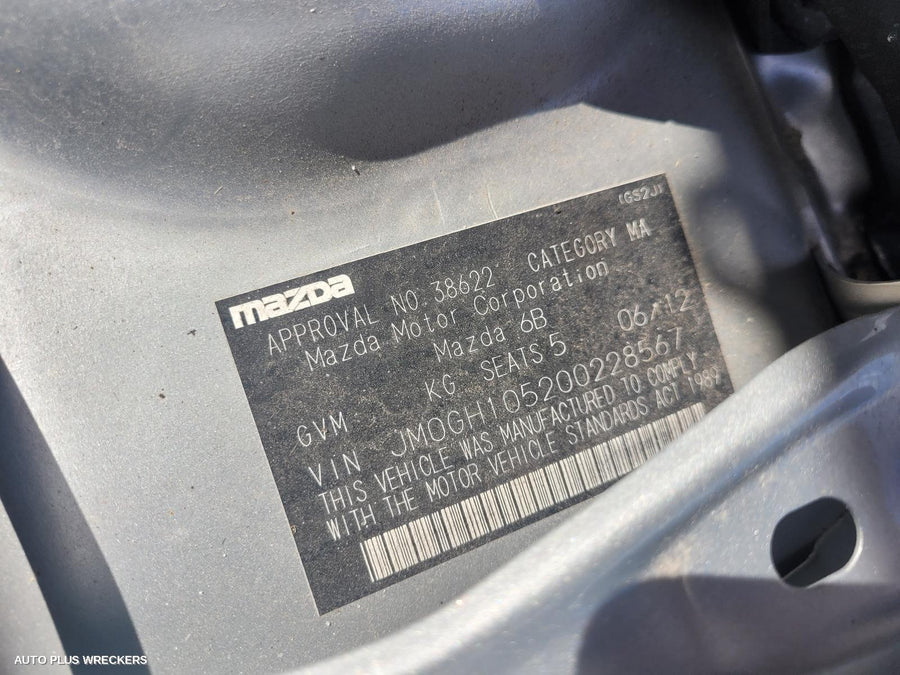 (GS2J)
mazda
APPROVAL NO. 38622 CATEGORY MA
Mazda Motor Corporation
Mazda 6B 06/12
GVM KG SEATS 5
VIN JM0GH105200228567
THIS VEHICLE WAS MANUFACTURED TO COMPLY
WITH THE MOTOR VEHICLE STANDARDS ACT 1989
AUTO PLUS WRECKERS